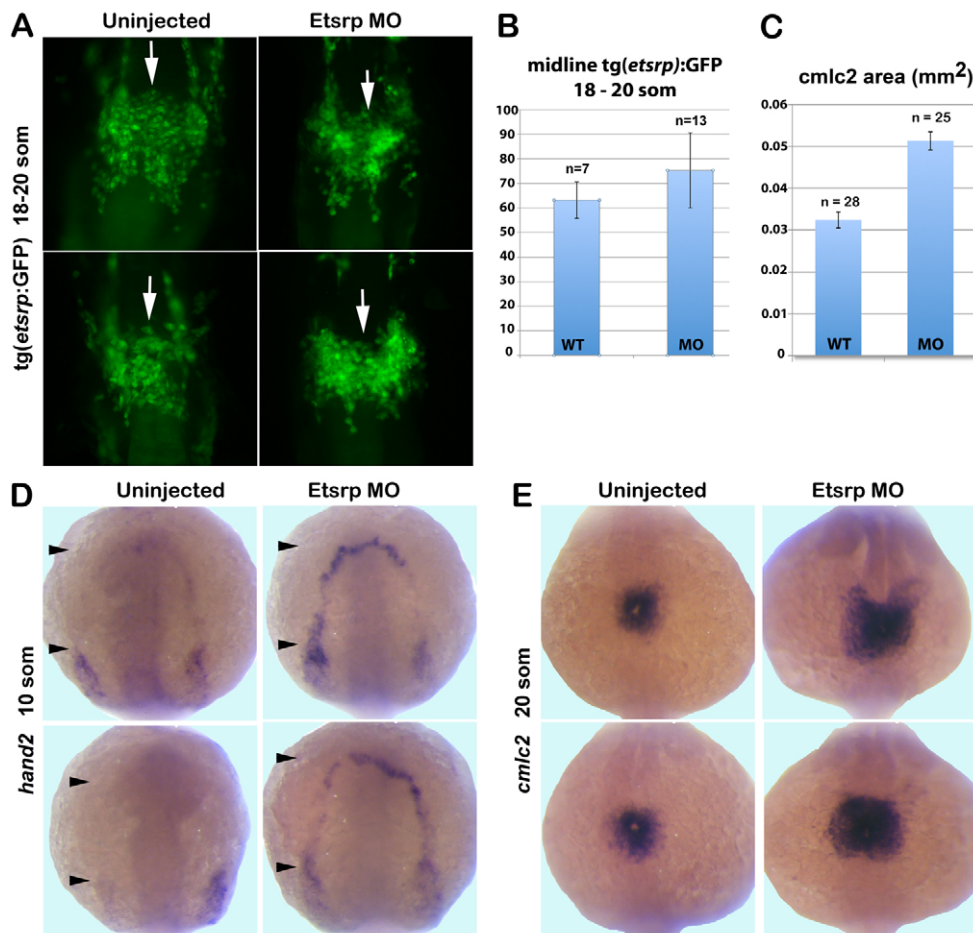 A
Uninjected
Etsrp MO
tg(etsrp:GFP) 18-20 som
B
midline tg(etsrp):GFP
18 - 20 som
100
90
80
70
60
50
40
30
20
10
0
n=7
n=13
WT
MO
C
cmlc2 area (mm2)
0.06
0.05
0.04
0.03
0.02
0.01
0
n = 28
n = 25
WT
MO
D
Uninjected
Etsrp MO
hand2 10 som
E
Uninjected
Etsrp MO
cmlc2 20 som